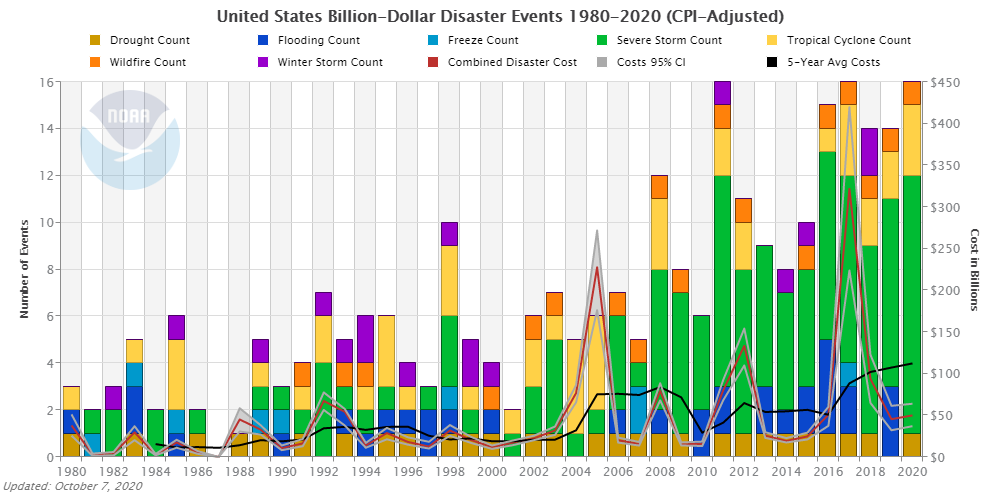 United States Billion-Dollar Disaster Events 1980-2020 (CPI-Adjusted)
Drought Count Flooding Count Freeze Count Severe Storm Count Tropical Cyclone Count
Wildfire Count Winter Storm Count Combined Disaster Cost Costs 95% CI 5-Year Avg Costs
NOAA
Number of Events
16
14
12
10
8
6
4
2
0
$450
$400
$350
$300
$250
$200
$150
$100
$50
$0
Cost in Billions
1980 1982 1984 1986 1988 1990 1992 1994 1996 1998 2000 2002 2004 2006 2008 2010 2012 2014 2016 2018 2020
Updated: October 7, 2020